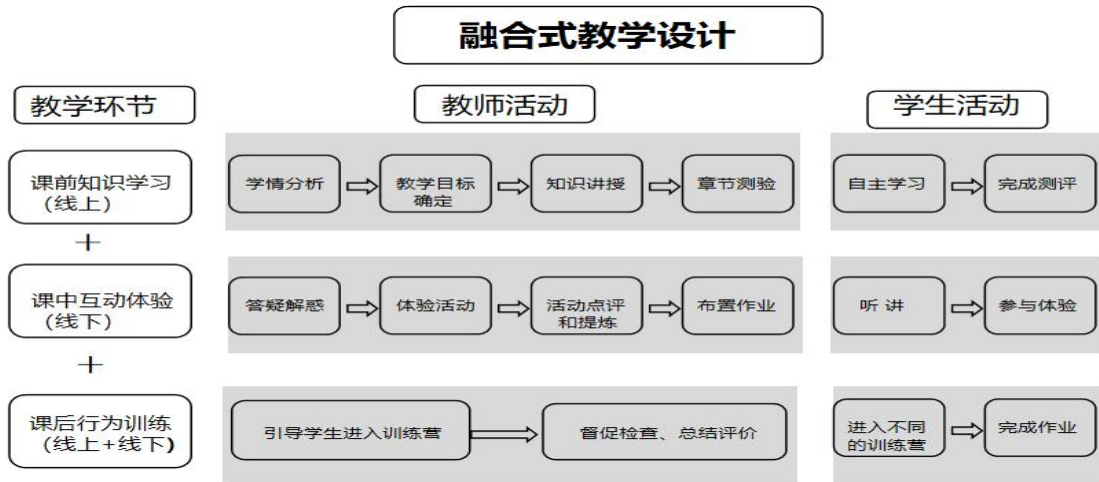 融合式教学设计
教学环节
教师活动
学生活动
课前知识学习
(线上)
学情分析
教学目标
确定
知识讲授
章节测验
自主学习
完成测评
+
课中互动体验
(线下)
答疑解惑
体验活动
活动点评
和提炼
布置作业
听 讲
参与体验
+
课后行为训练
(线上+线下)
引导学生进入训练营
督促检查、总结评价
进入不同
的训练营
完成作业